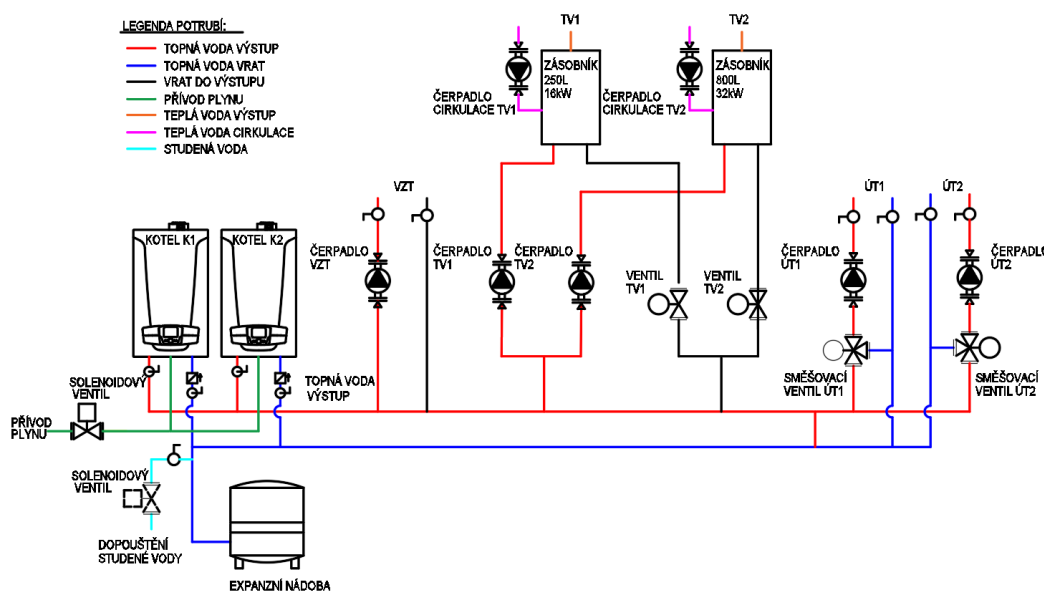 LEGENDA POTRUBÍ:
TOPNÁ VODA VÝSTUP
TOPNÁ VODA VRAT
VRAT DO VÝSTUPU
PŘÍVOD PLYNU
TEPLÁ VODA VÝSTUP
TEPLÁ VODA CIRKULACE
STUDENÁ VODA
TV1
TV2
ZÁSOBNÍK
250L
16kW
ZÁSOBNÍK
800L
32kW
ČERPADLO
CIRKULACE TV1
ČERPADLO
CIRKULACE TV2
VZT
ÚT1
ÚT2
KOTEL K1
KOTEL K2
ČERPADLO
VZT
ČERPADLO
TV1
ČERPADLO
TV2
VENTIL
TV1
VENTIL
TV2
ČERPADLO
ÚT1
ČERPADLO
ÚT2
SMĚŠOVACÍ
VENTIL ÚT1
SMĚŠOVACÍ
VENTIL ÚT2
TOPNÁ VODA
VÝSTUP
SOLENOIDOVÝ
VENTIL
PŘÍVOD
PLYNU
SOLENOIDOVÝ
VENTIL
DOPOUŠTĚNÍ
STUDENÉ VODY
EXPANZNÍ NÁDOBA